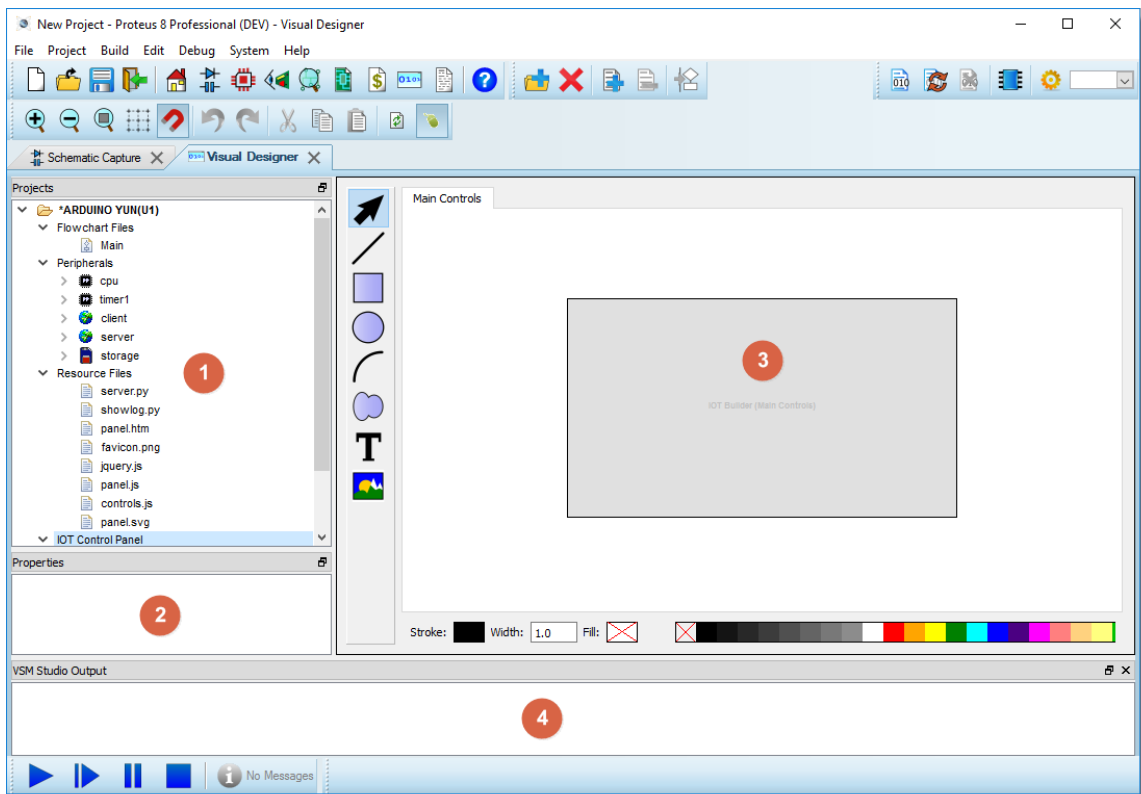 New Project - Proteus 8 Professional (DEV) - Visual Designer
File Project Build Edit Debug System Help
Schematic Capture
Visual Designer
Projects
*ARDUINO YUN(U1)
Flowchart Files
Main
Peripherals
cpu
timer1
client
server
storage
Resource Files
server.py
showlog.py
panel.htm
favicon.png
jquery.js
panel.js
controls.js
panel.svg
IOT Control Panel
1
Properties
2
Main Controls
T
3
IOT Builder (Main Controls)
Stroke: Width: 1.0 Fill:
VSM Studio Output
4
No Messages